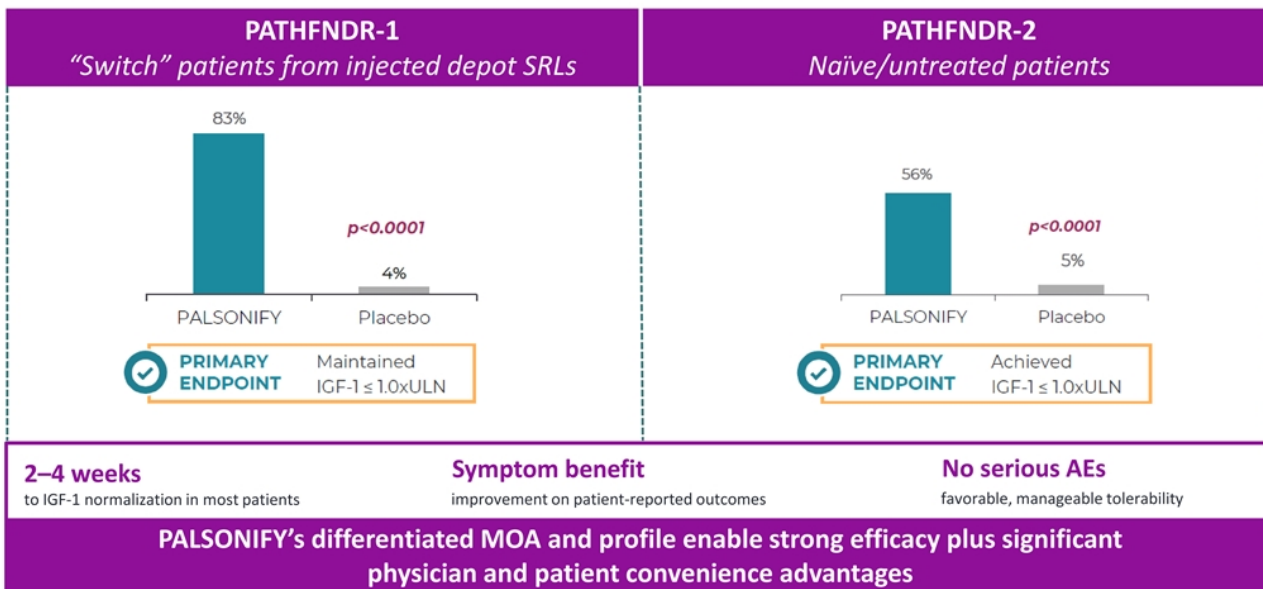 PATHFNDR-1
“Switch” patients from injected depot SRLs
83%
p<0.0001
4%
PALSONIFY
Placebo
PRIMARY ENDPOINT
Maintained
IGF-1 ≤ 1.0xULN
PATHFNDR-2
Naïve/untreated patients
56%
p<0.0001
5%
PALSONIFY
Placebo
PRIMARY ENDPOINT
Achieved
IGF-1 ≤ 1.0xULN
2–4 weeks
to IGF-1 normalization in most patients
Symptom benefit
improvement on patient-reported outcomes
No serious AEs
favorable, manageable tolerability
PALSONIFY’s differentiated MOA and profile enable strong efficacy plus significant
physician and patient convenience advantages